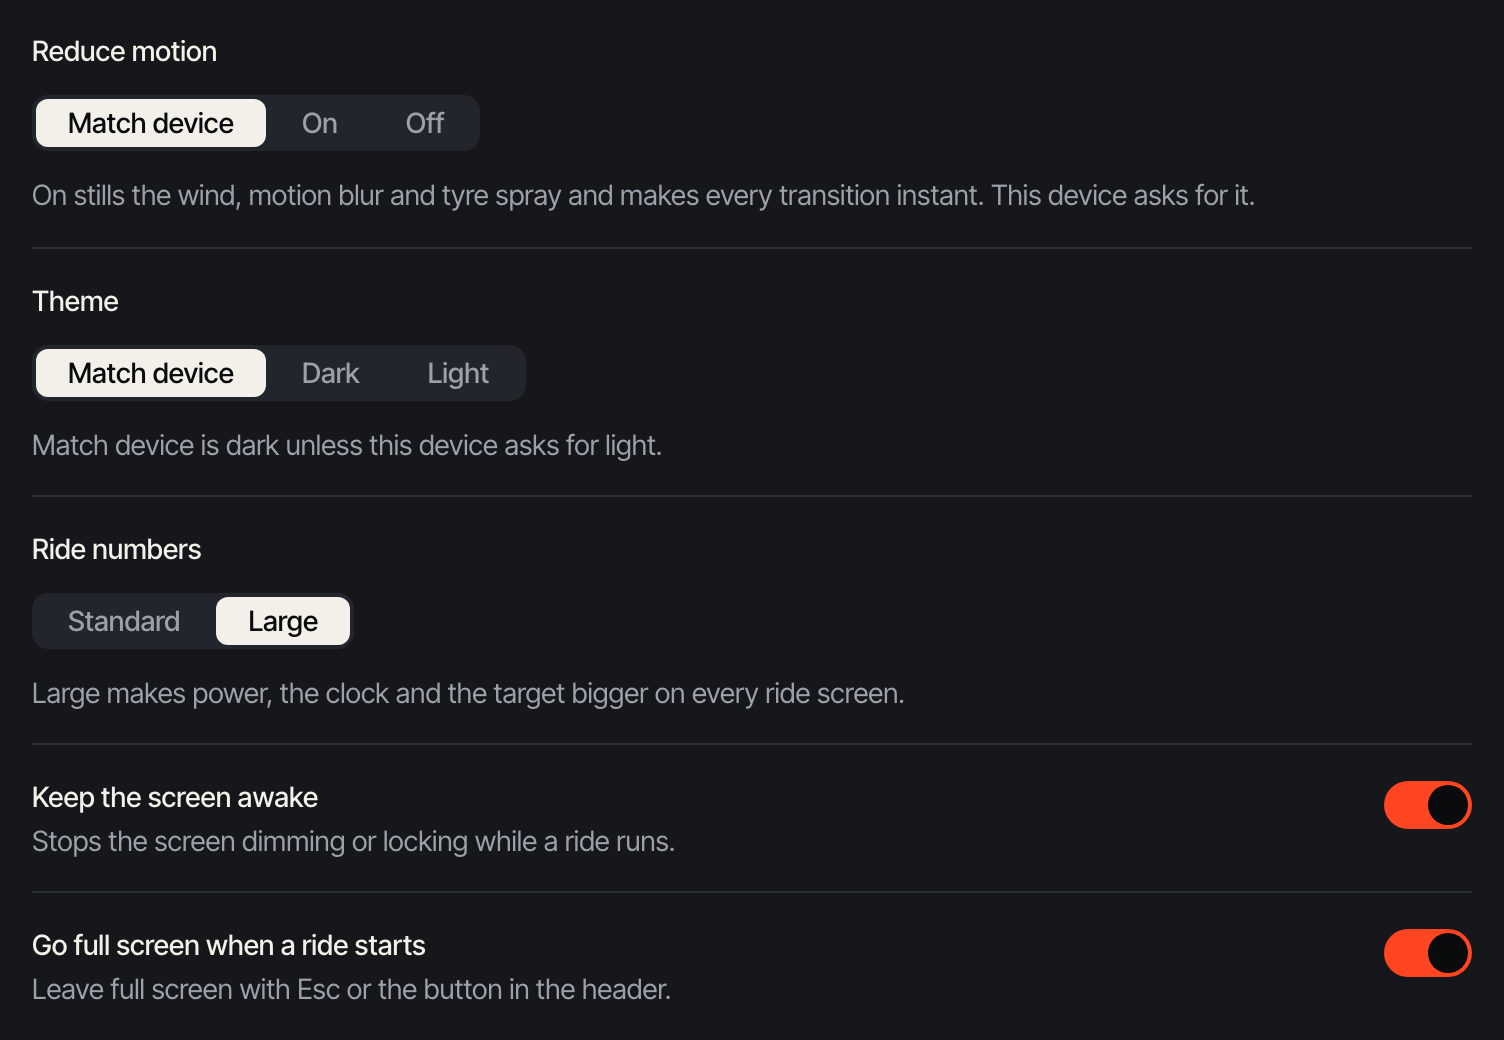 Reduce motion
Match device On Off
On stills the wind, motion blur and tyre spray and makes every transition instant. This device asks for it.
Theme
Match device Dark Light
Match device is dark unless this device asks for light.
Ride numbers
Standard Large
Large makes power, the clock and the target bigger on every ride screen.
Keep the screen awake
Stops the screen dimming or locking while a ride runs.
Go full screen when a ride starts
Leave full screen with Esc or the button in the header.